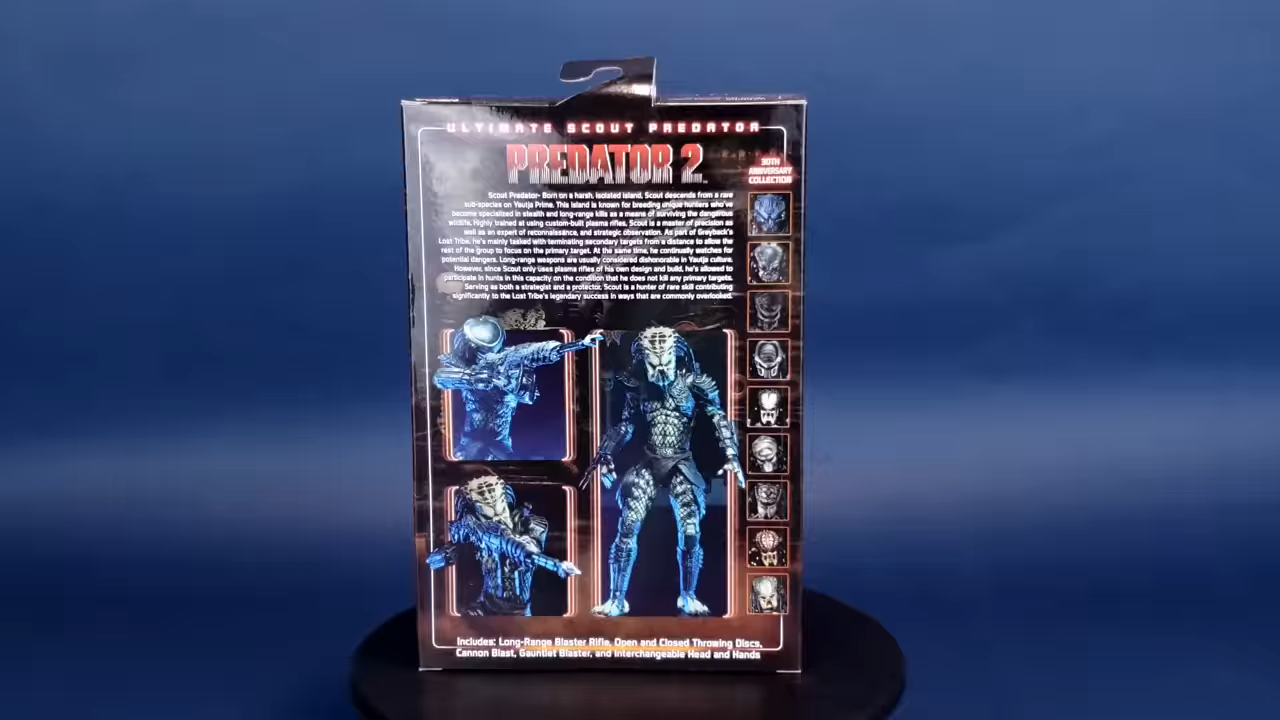 ULTIMATE SCOUT PREDATOR
PREDATOR 2
30TH
ANNIVERSARY
COLLECTION
Scout Predator- Born on a harsh, isolated island, Scout descends from a rare
sub-species on Yautja Prime. This island is known for breeding unique hunters who've
become specialized in stealth and long-range kills as a means of surviving the dangerous
wildlife. Highly trained at using custom-built plasma rifles, Scout is a master of precision as
well as an expert of reconnaissance, and strategic observation. As part of Greyback's
Lost Tribe, he's mainly tasked with terminating secondary targets from a distance to allow the
rest of the group to focus on the primary target. At the same time, he continually watches for
potential dangers. Long-range weapons are usually considered dishonorable in Yautja culture.
However, since Scout only uses plasma rifles of his own design and build, he's allowed to
participate in hunts in this capacity on the condition that he does not kill any primary targets.
Serving as both a strategist and a protector, Scout is a hunter of rare skill contributing
significantly to the Lost Tribe's legendary success in ways that are commonly overlooked.
Includes: Long-Range Blaster Rifle, Open and Closed Throwing Discs,
Cannon Blast, Gauntlet Blaster, and Interchangeable Head and Hands